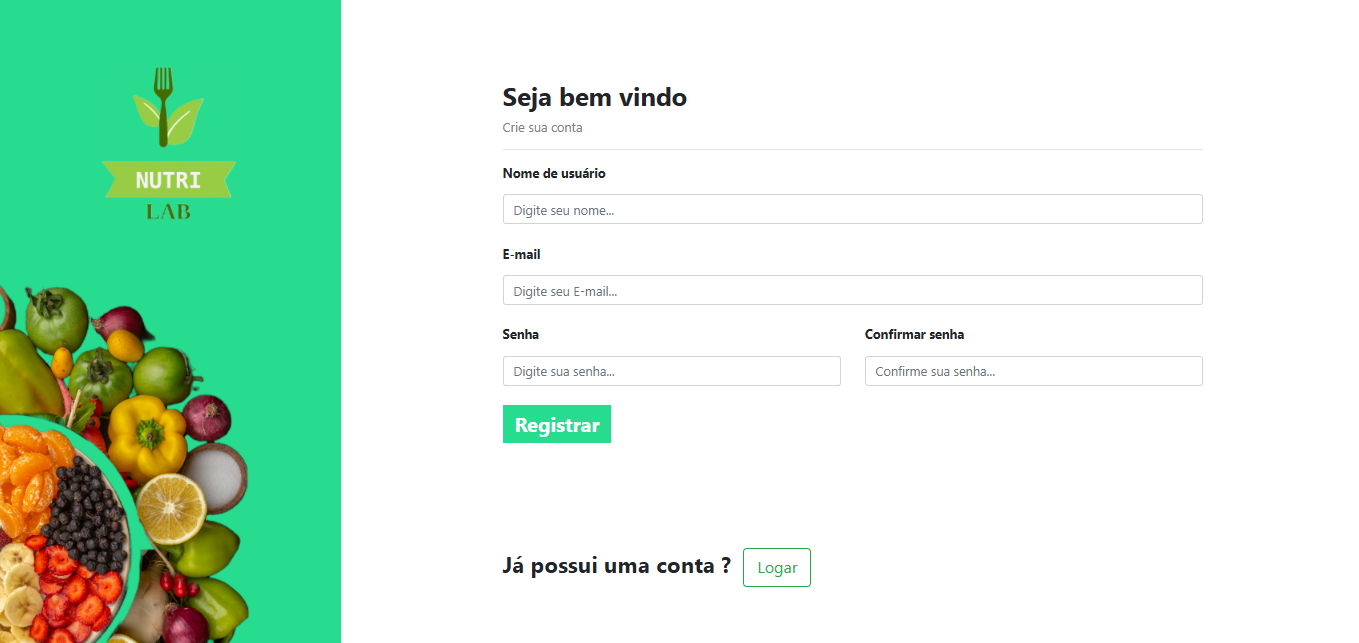 NUTRI
LAB
Seja bem vindo
Crie sua conta
Nome de usuário
Digite seu nome...
E-mail
Digite seu E-mail...
Senha
Confirmar senha
Digite sua senha...
Confirme sua senha...
Registrar
Já possui uma conta ?
Logar